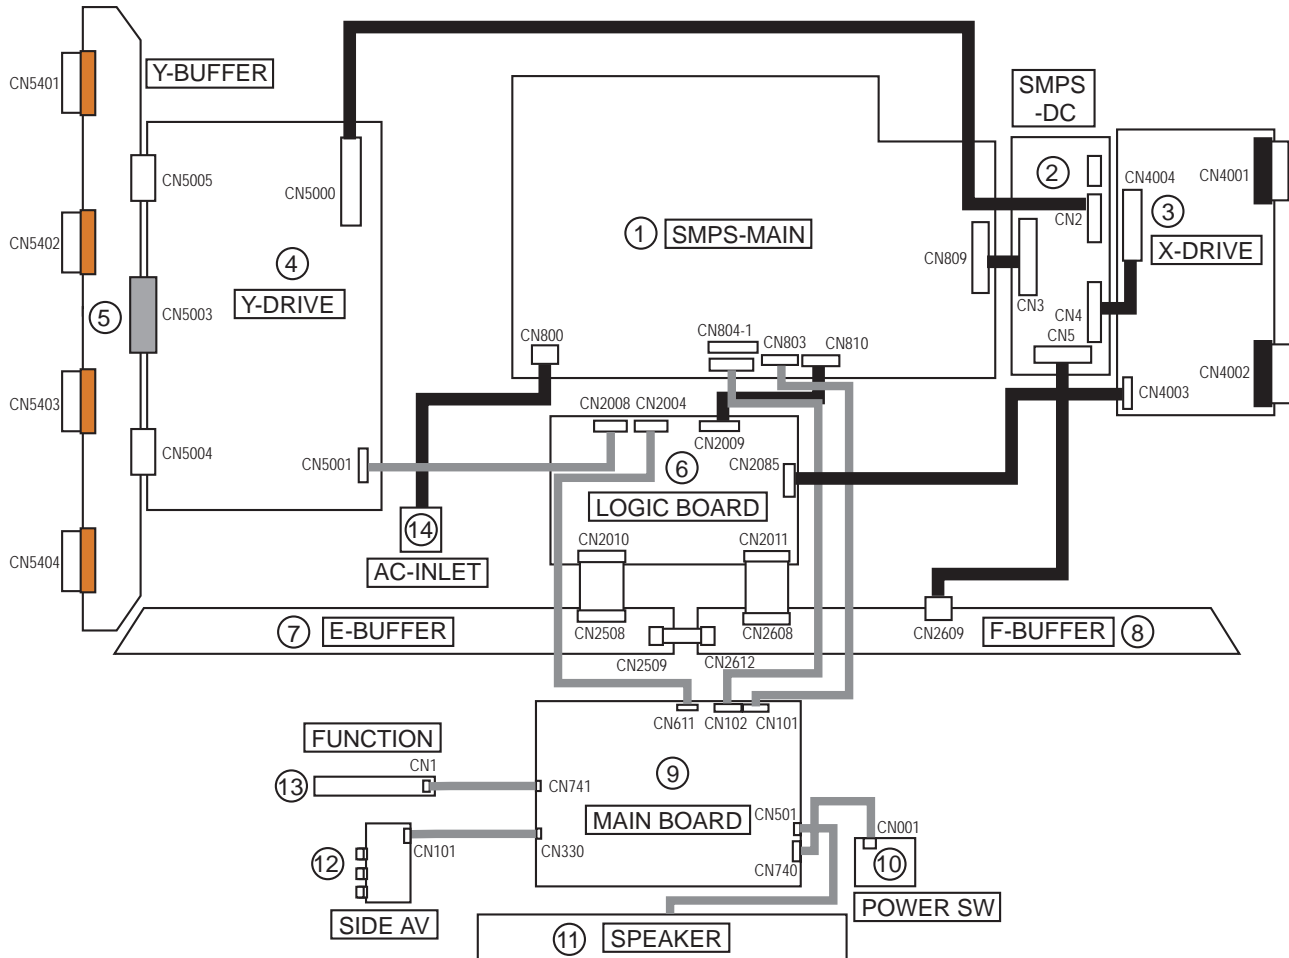 CN5401
Y-BUFFER
SMPS
-DC
CN5005
CN5000
2
CN4004
CN4001
CN5402
1
SMPS-MAIN
CN2
3
X-DRIVE
4
Y-DRIVE
CN809
CN3
CN4
5
CN5003
CN800
CN804-1
CN803
CN810
CN5
CN4002
CN5403
CN4003
CN2008
CN2004
CN2009
CN5004
CN5001
6
CN2085
LOGIC BOARD
14
AC-INLET
CN2010
CN2011
CN5404
7
E-BUFFER
CN2508
CN2608
CN2609
F-BUFFER
8
CN2509
CN2612
CN611
CN102
CN101
FUNCTION
CN1
13
CN741
9
MAIN BOARD
CN501
CN001
12
CN101
CN330
CN740
10
SIDE AV
POWER SW
11
SPEAKER